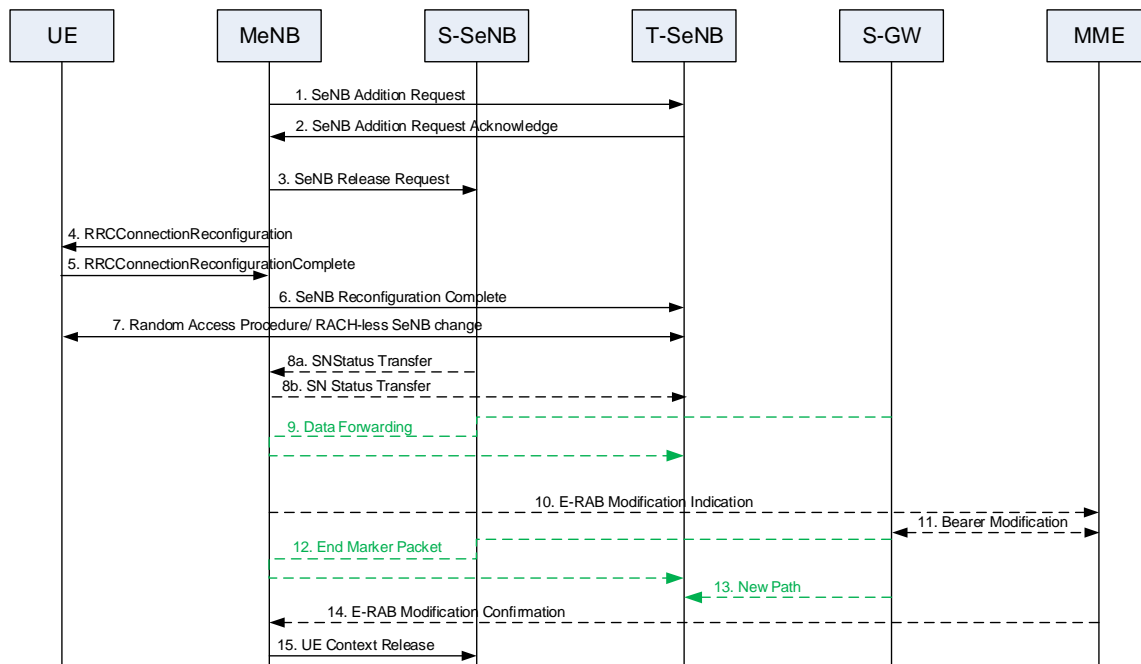 UE
MeNB
S-SeNB
T-SeNB
S-GW
MME
1. SeNB Addition Request
2. SeNB Addition Request Acknowledge
3. SeNB Release Request
4. RRCConnectionReconfiguration
5. RRCConnectionReconfigurationComplete
6. SeNB Reconfiguration Complete
7. Random Access Procedure/ RACH-less SeNB change
8a. SNStatus Transfer
8b. SN Status Transfer
9. Data Forwarding
10. E-RAB Modification Indication
11. Bearer Modification
12. End Marker Packet
13. New Path
14. E-RAB Modification Confirmation
15. UE Context Release